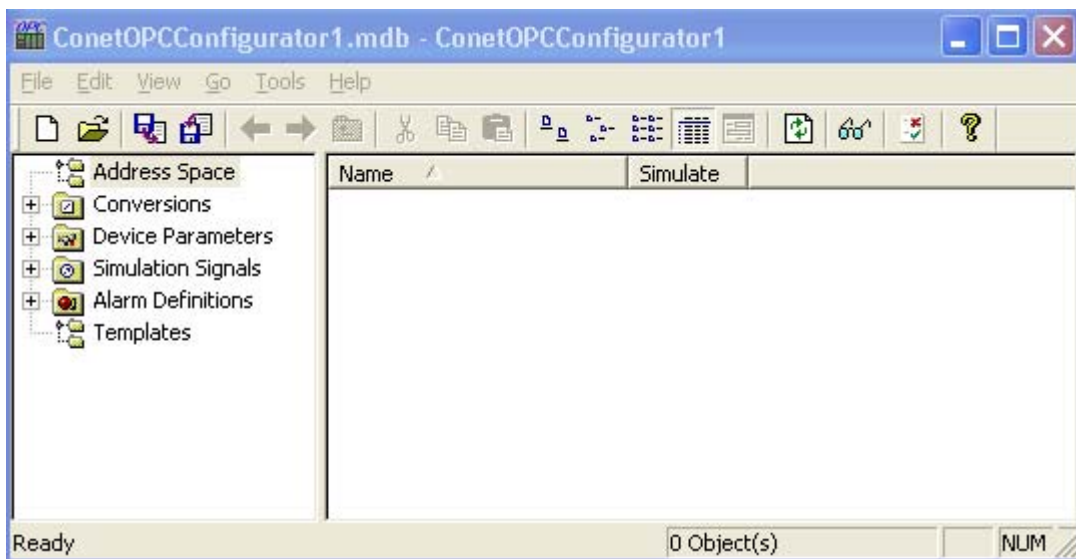 OPC
ConetOPCConfigurator1.mdb - ConetOPCConfigurator1
File Edit View Go Tools Help
Address Space
Conversions
Device Parameters
Simulation Signals
Alarm Definitions
Templates
Name Simulate
Ready 0 Object(s) NUM